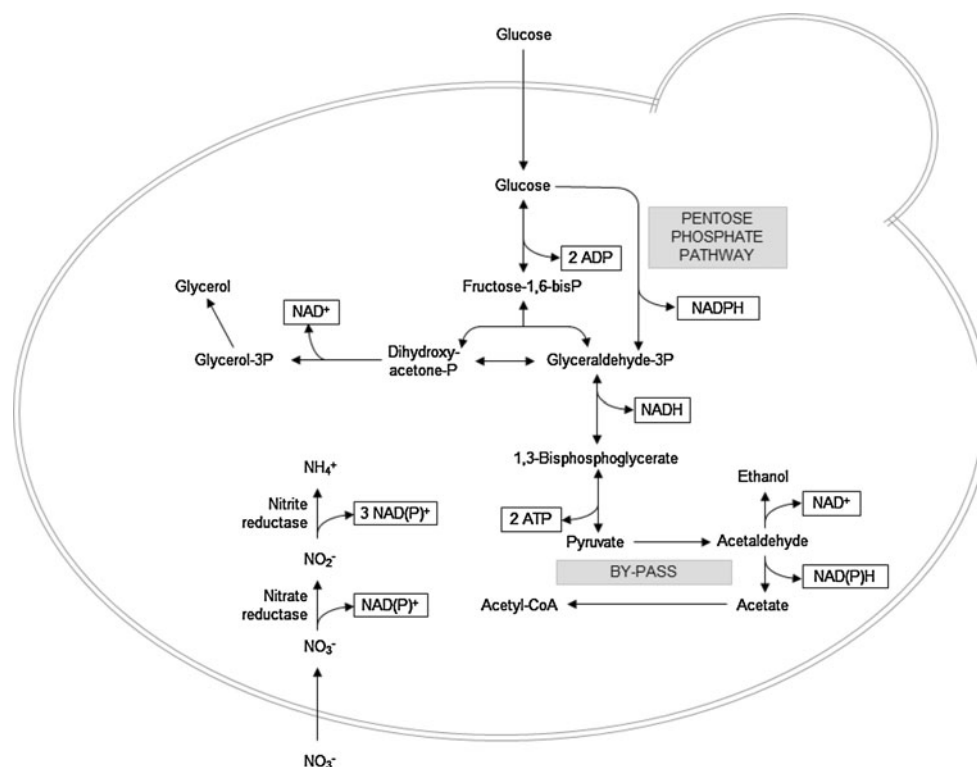 Glucose
Glucose
PENTOSE
PHOSPHATE
PATHWAY
2 ADP
Fructose-1,6-bisP
Glycerol
NAD⁺
NADPH
Glycerol-3P
Dihydroxy-
acetone-P
Glyceraldehyde-3P
NADH
1,3-Bisphosphoglycerate
NH₄⁺
Ethanol
Nitrite
reductase
3 NAD(P)⁺
2 ATP
NAD⁺
NO₂⁻
Pyruvate
Acetaldehyde
BY-PASS
NAD(P)H
Nitrate
reductase
NAD(P)⁺
Acetyl-CoA
Acetate
NO₃⁻
NO₃⁻